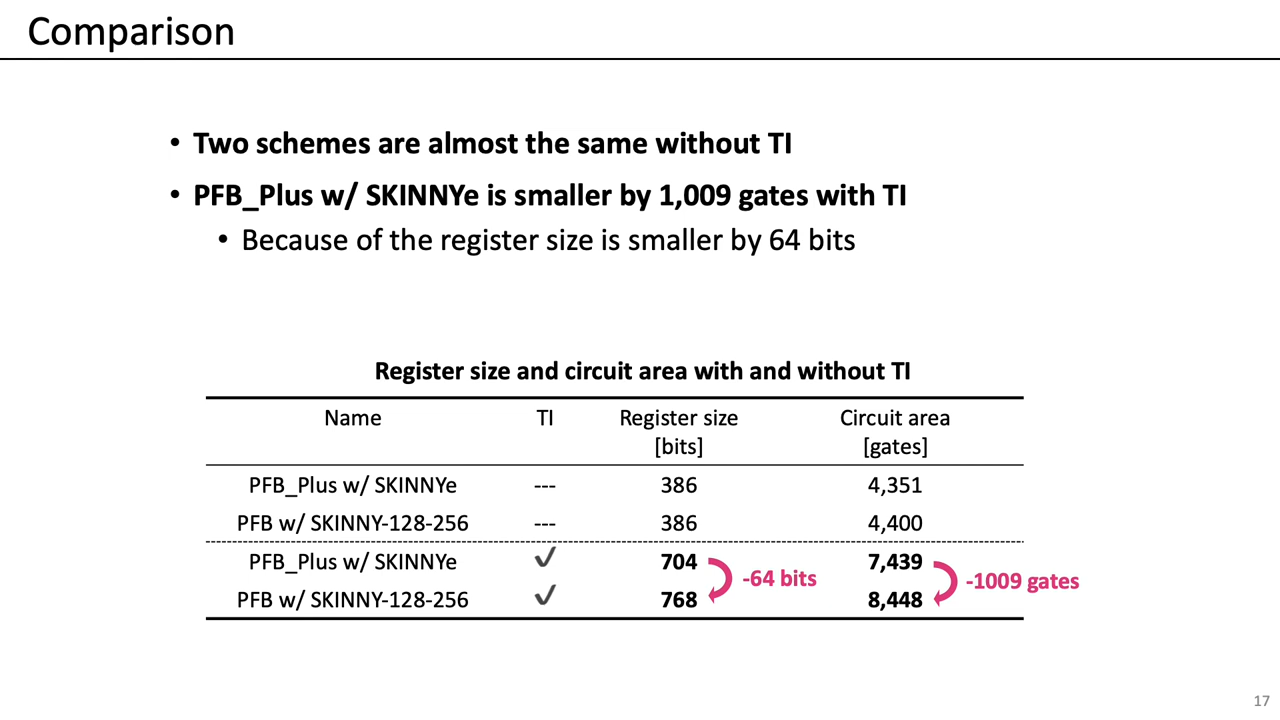 Comparison
• Two schemes are almost the same without TI
• PFB_Plus w/ SKINNYe is smaller by 1,009 gates with TI
• Because of the register size is smaller by 64 bits
Register size and circuit area with and without TI
Name TI Register size [bits] Circuit area [gates]
PFB_Plus w/ SKINNYe --- 386 4,351
PFB w/ SKINNY-128-256 --- 386 4,400
PFB_Plus w/ SKINNYe ✓ 704 7,439
PFB w/ SKINNY-128-256 ✓ 768 8,448
-64 bits
-1009 gates
17